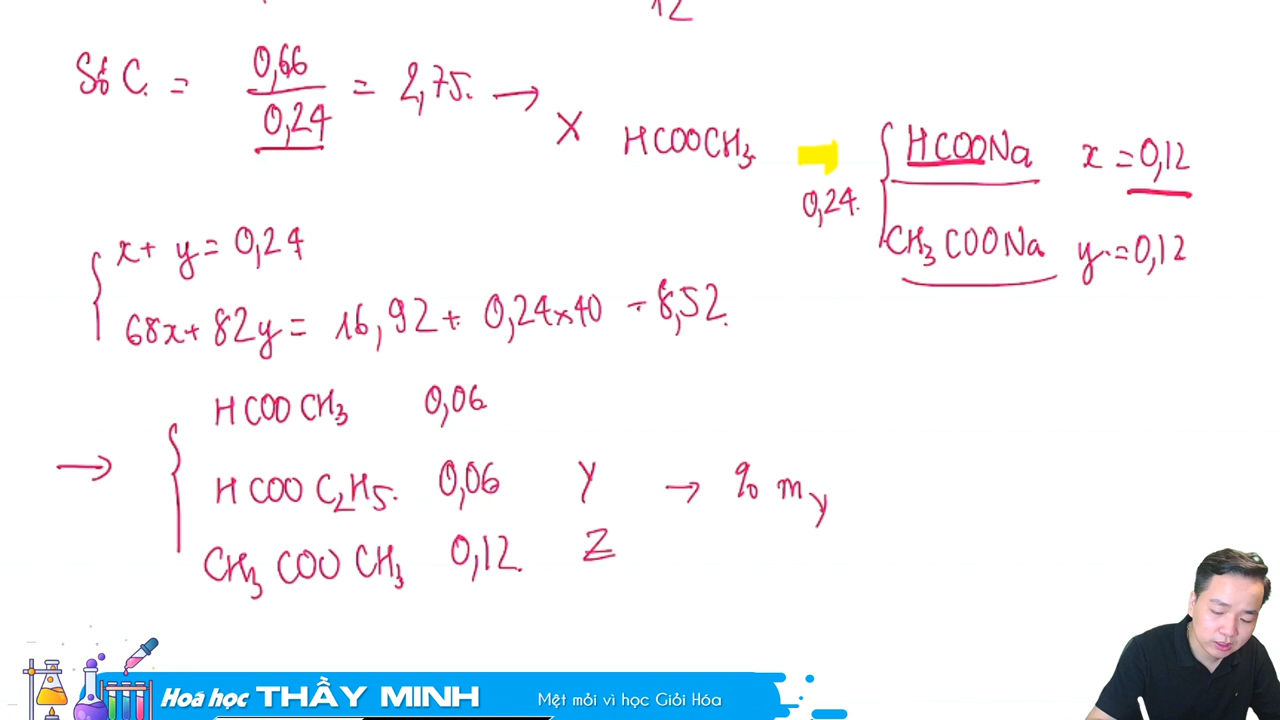 12
Số C. = 0,66 / 0,24 = 2,75. → X HCOOCH3. ➡ 0,24. { HCOONa x = 0,12
CH3COONa y = 0,12
{ x + y = 0,24
68x + 82y = 16,92 + 0,24×40 - 8,52.
→ { HCOOCH3 0,06
HCOOC2H5. 0,06 Y → % mY
CH3COOCH3 0,12. Z
Hoá học THẦY MINH Mệt mỏi vì học Giỏi Hóa